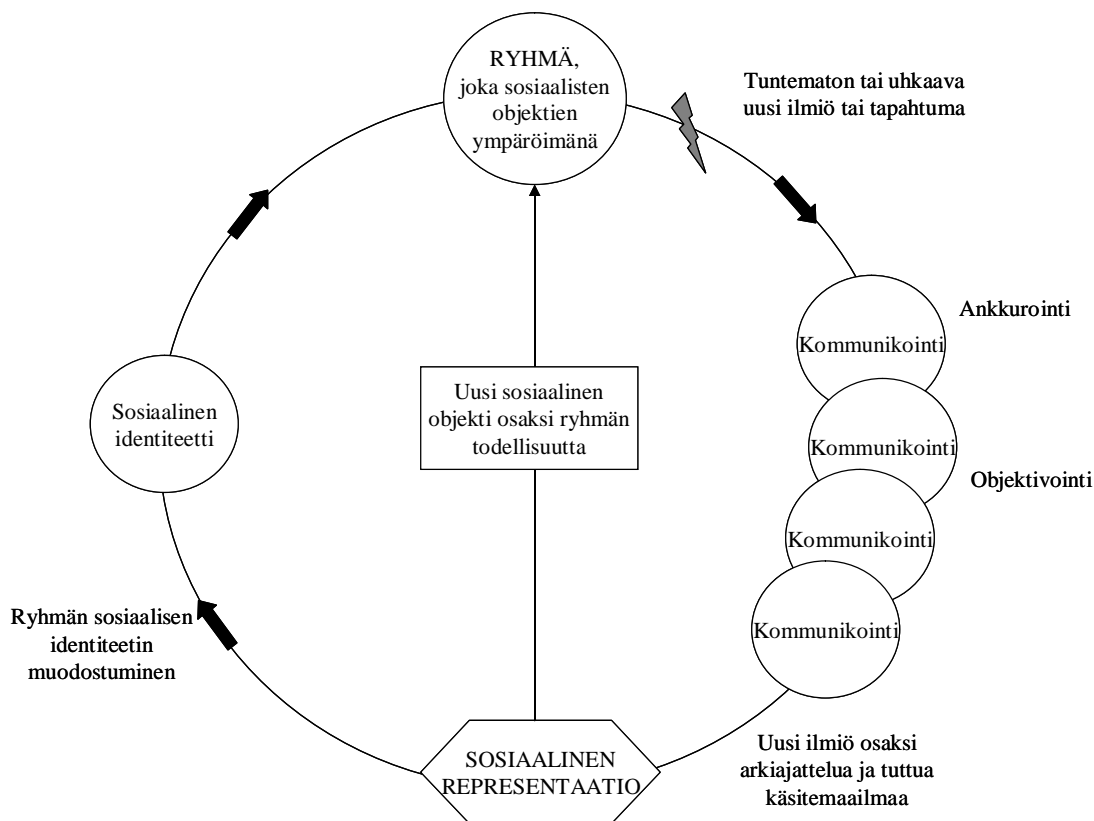 RYHMÄ,
joka sosiaalisten
objektien
ympäröimänä
Tuntematon tai uhkaava
uusi ilmiö tai tapahtuma
Ankkurointi
Kommunikointi
Kommunikointi
Objektivointi
Kommunikointi
Kommunikointi
Uusi ilmiö osaksi
arkiajattelua ja tuttua
käsitemaailmaa
SOSIAALINEN
REPRESENTAATIO
Uusi sosiaalinen
objekti osaksi ryhmän
todellisuutta
Ryhmän sosiaalisen
identiteetin
muodostuminen
Sosiaalinen
identiteetti